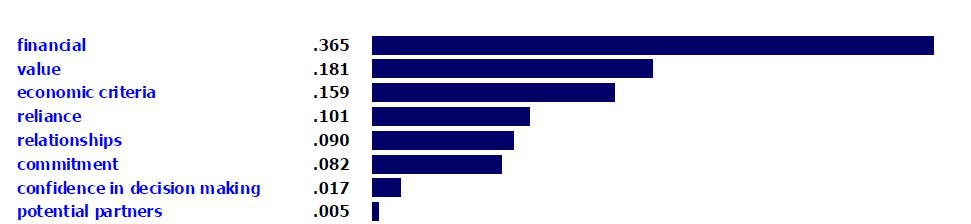 financial .365
value .181
economic criteria .159
reliance .101
relationships .090
commitment .082
confidence in decision making .017
potential partners .005